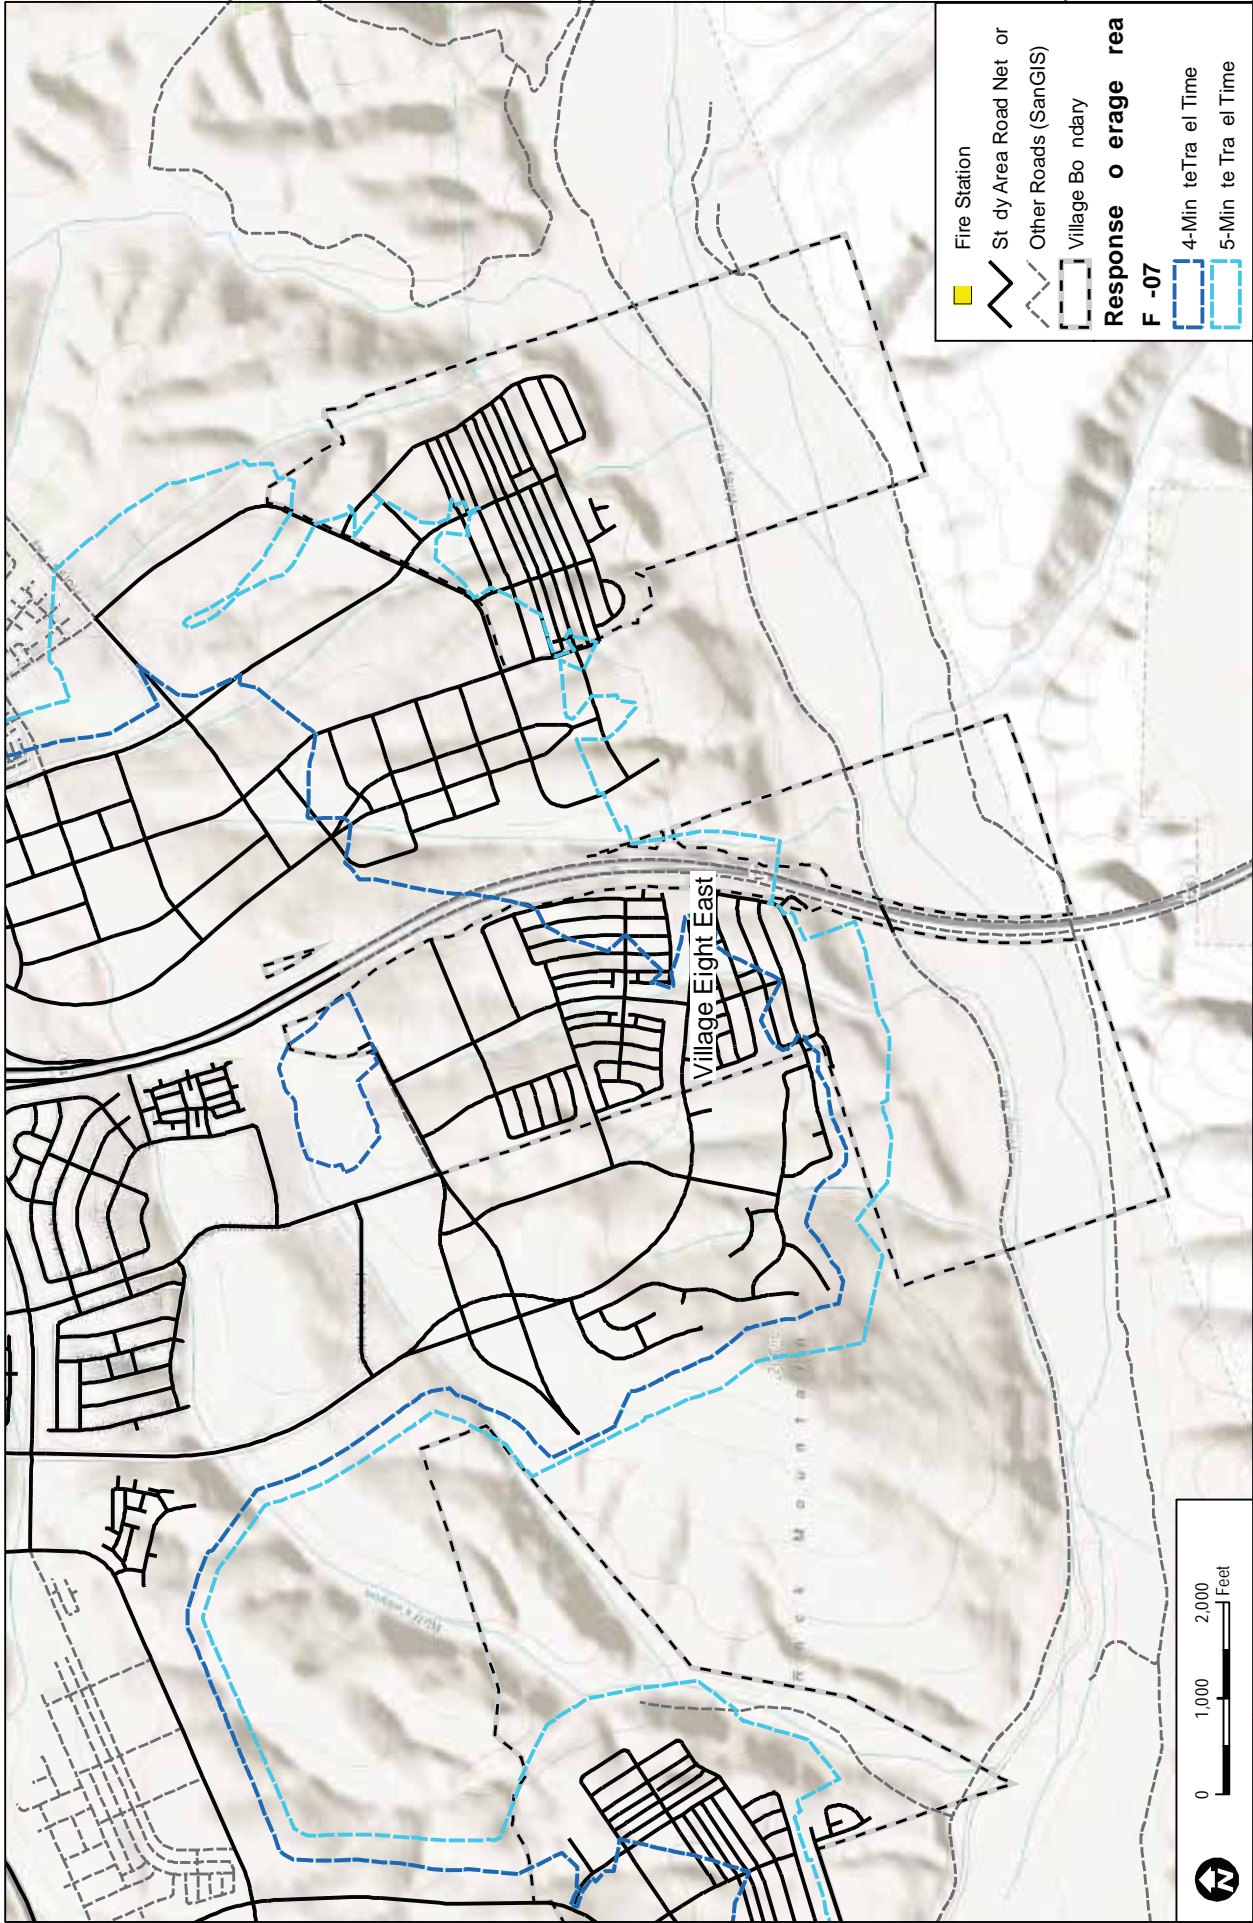 Fire Station
St dy Area Road Net or
Other Roads (SanGIS)
Village Bo ndary
Response o erage rea
F -07
4-Min teTra el Time
5-Min te Tra el Time
Village Eight East
0 1,000 2,000
Feet
N